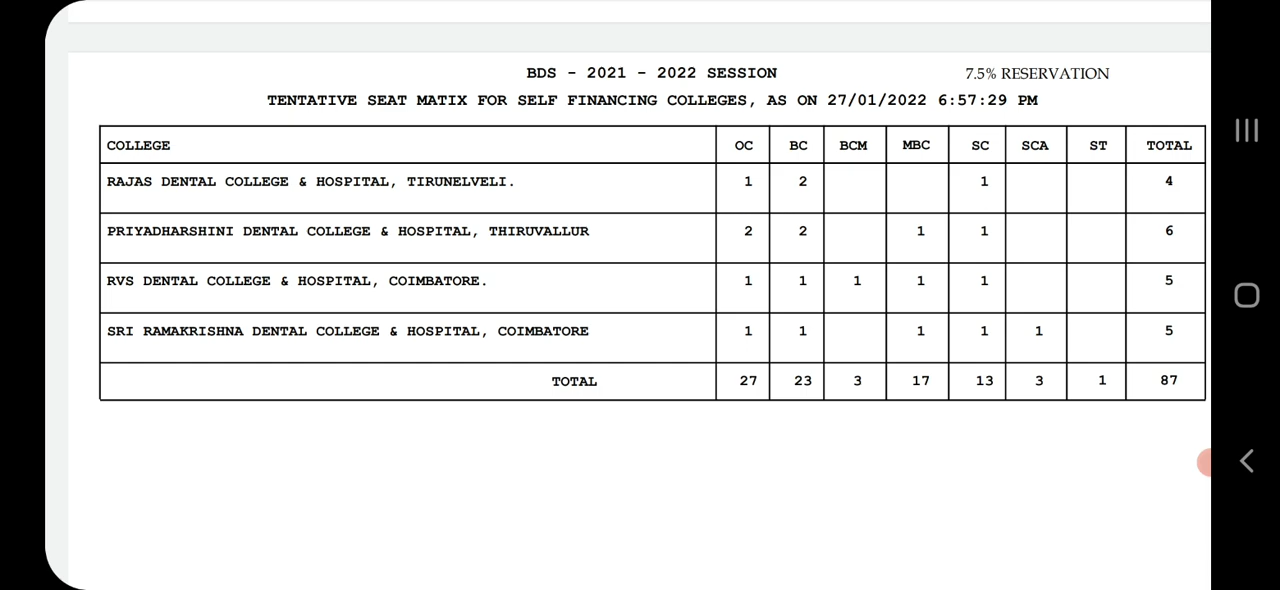 BDS - 2021 - 2022 SESSION 7.5% RESERVATION
TENTATIVE SEAT MATIX FOR SELF FINANCING COLLEGES, AS ON 27/01/2022 6:57:29 PM
COLLEGE OC BC BCM MBC SC SCA ST TOTAL
RAJAS DENTAL COLLEGE & HOSPITAL, TIRUNELVELI. 1 2 1 4
PRIYADHARSHINI DENTAL COLLEGE & HOSPITAL, THIRUVALLUR 2 2 1 1 6
RVS DENTAL COLLEGE & HOSPITAL, COIMBATORE. 1 1 1 1 1 5
SRI RAMAKRISHNA DENTAL COLLEGE & HOSPITAL, COIMBATORE 1 1 1 1 1 5
TOTAL 27 23 3 17 13 3 1 87